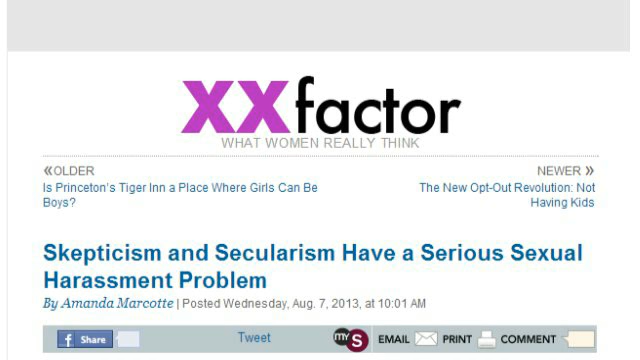 XXfactor
WHAT WOMEN REALLY THINK
«OLDER
NEWER »
Is Princeton's Tiger Inn a Place Where Girls Can Be
Boys?
The New Opt-Out Revolution: Not
Having Kids
Skepticism and Secularism Have a Serious Sexual
Harassment Problem
By Amanda Marcotte | Posted Wednesday, Aug. 7, 2013, at 10:01 AM
f Share Tweet my S EMAIL PRINT COMMENT